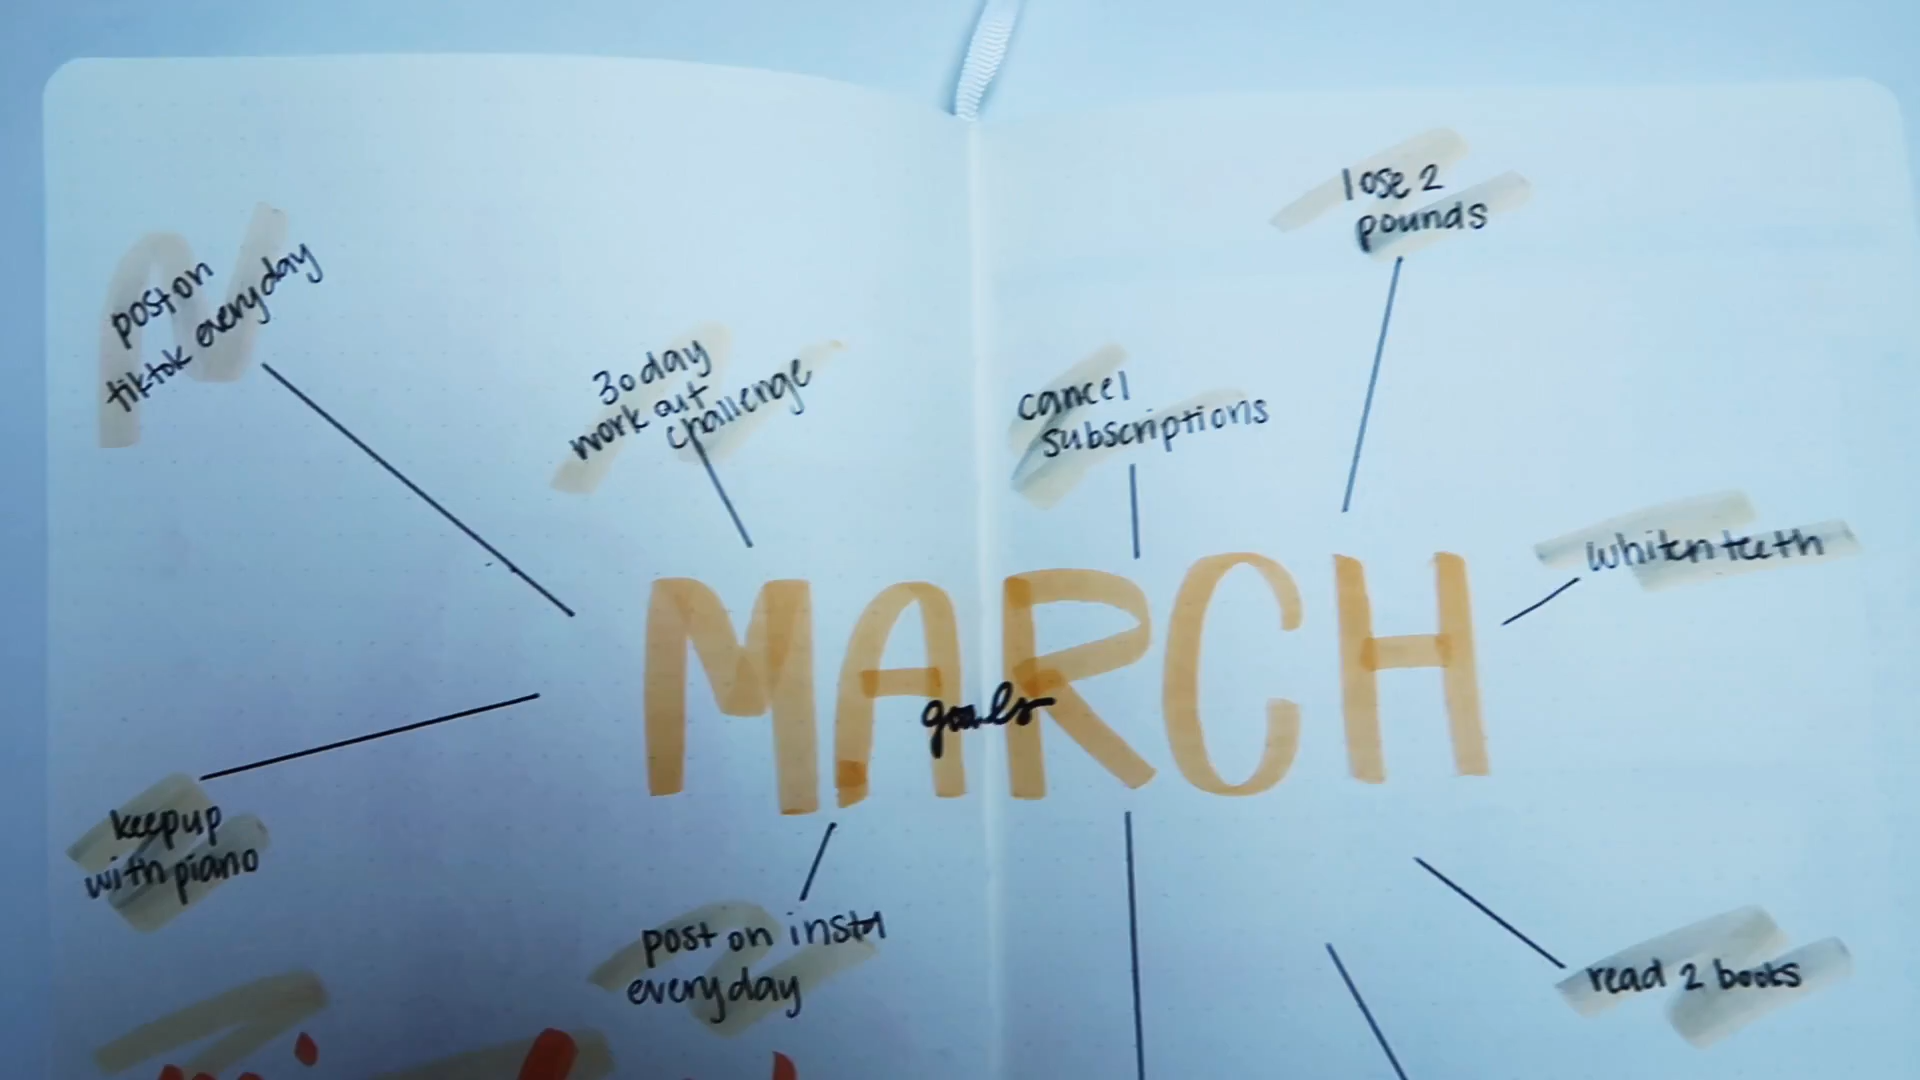 lose 2
pounds
post on
tiktok everyday
30 day
work out
challenge
cancel
subscriptions
whiten teeth
MARCH
goals
keep up
with piano
post on insta
everyday
read 2 books